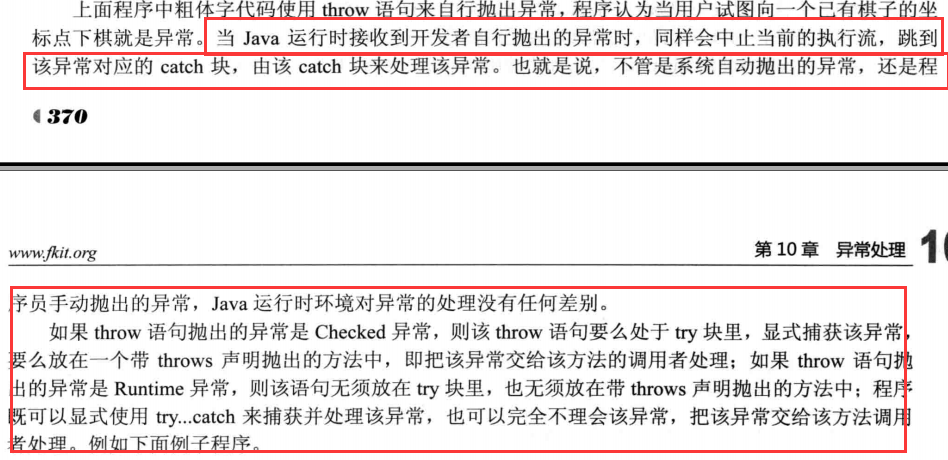 上面程序中粗体字代码使用 throw 语句来自行抛出异常，程序认为当用户试图向一个已有棋子的坐
标点下棋就是异常。当 Java 运行时接收到开发者自行抛出的异常时，同样会中止当前的执行流，跳到
该异常对应的 catch 块，由该 catch 块来处理该异常。也就是说，不管是系统自动抛出的异常，还是程
370
www.fkit.org
第 10 章 异常处理
序员手动抛出的异常，Java 运行时环境对异常的处理没有任何差别。
如果 throw 语句抛出的异常是 Checked 异常，则该 throw 语句要么处于 try 块里，显式捕获该异常，
要么放在一个带 throws 声明抛出的方法中，即把该异常交给该方法的调用者处理；如果 throw 语句抛
出的异常是 Runtime 异常，则该语句无须放在 try 块里，也无须放在带 throws 声明抛出的方法中；程序
既可以显式使用 try...catch 来捕获并处理该异常，也可以完全不理会该异常，把该异常交给该方法调用
者处理。例如下面例子程序。